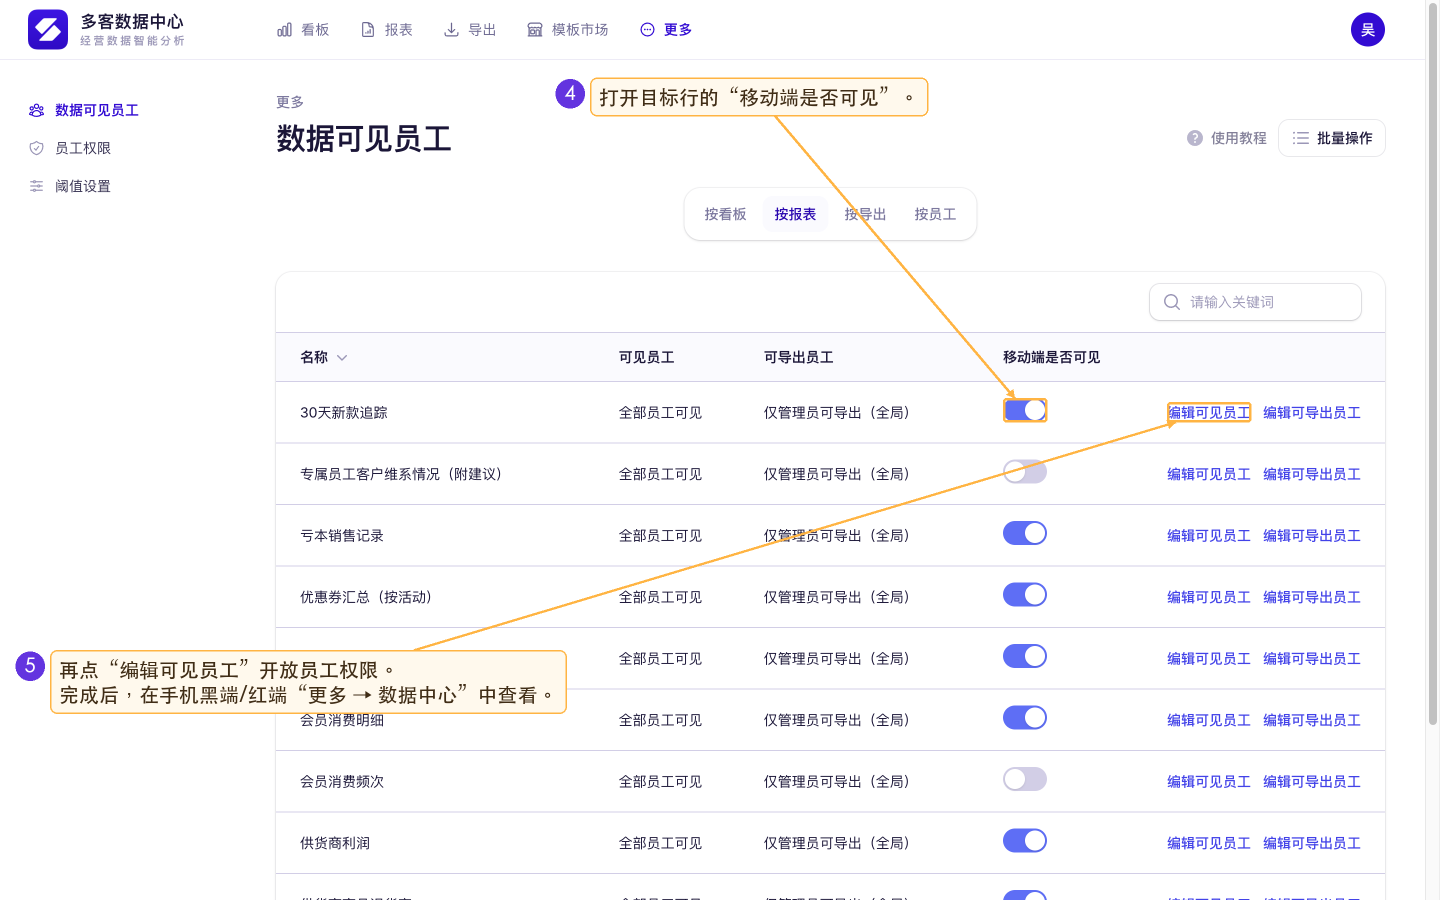 多客数据中心
经营数据智能分析
看板
报表
导出
模板市场
更多
吴
数据可见员工
员工权限
阈值设置
更多
数据可见员工
4
打开目标行的“移动端是否可见”。
使用教程
批量操作
按看板
按报表
按导出
按员工
请输入关键词
名称 可见员工 可导出员工 移动端是否可见
30天新款追踪 全部员工可见 仅管理员可导出（全局） 编辑可见员工 编辑可导出员工
专属员工客户维系情况（附建议） 全部员工可见 仅管理员可导出（全局） 编辑可见员工 编辑可导出员工
亏本销售记录 全部员工可见 仅管理员可导出（全局） 编辑可见员工 编辑可导出员工
优惠券汇总（按活动） 全部员工可见 仅管理员可导出（全局） 编辑可见员工 编辑可导出员工
全部员工可见 仅管理员可导出（全局） 编辑可见员工 编辑可导出员工
5
再点“编辑可见员工”开放员工权限。
完成后，在手机黑端/红端“更多 → 数据中心”中查看。
会员消费明细 全部员工可见 仅管理员可导出（全局） 编辑可见员工 编辑可导出员工
会员消费频次 全部员工可见 仅管理员可导出（全局） 编辑可见员工 编辑可导出员工
供货商利润 全部员工可见 仅管理员可导出（全局） 编辑可见员工 编辑可导出员工